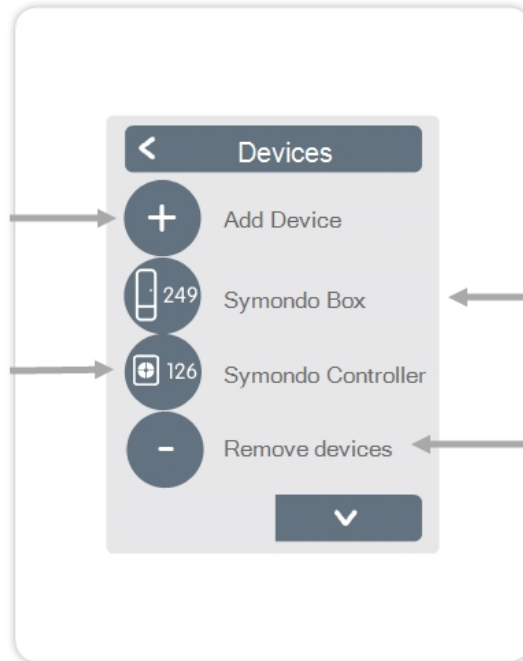 Devices
+ Add Device
249 Symondo Box
126 Symondo Controller
- Remove devices